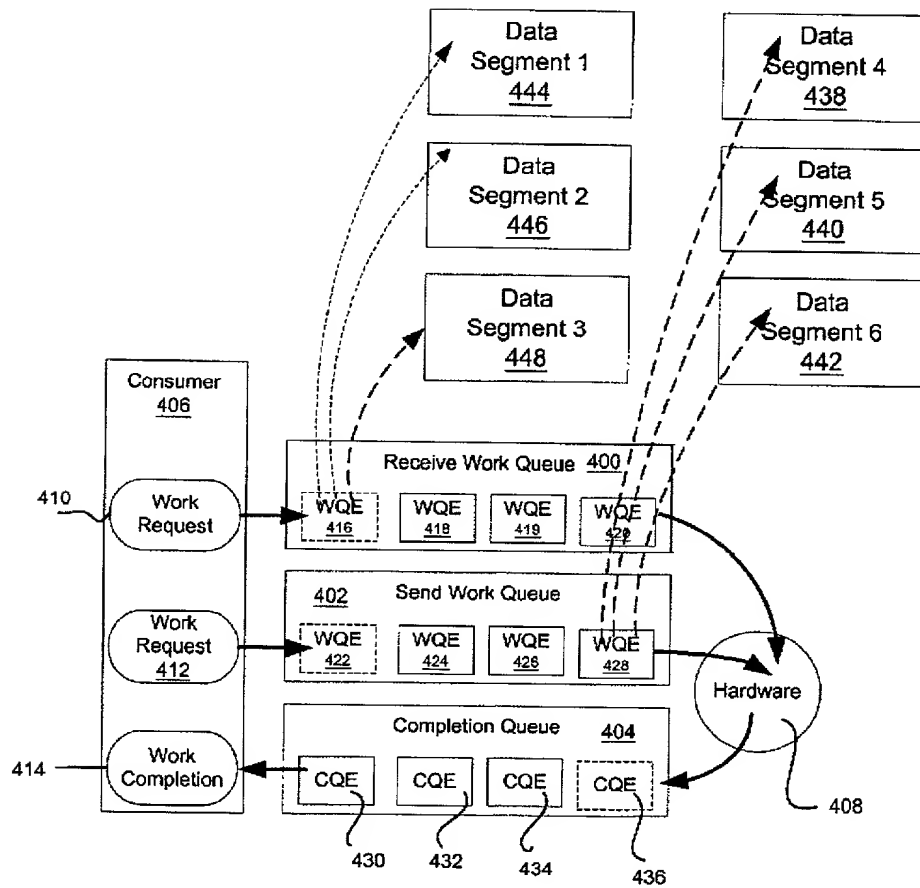 Data
Segment 1
444
Data
Segment 4
438
Data
Segment 2
446
Data
Segment 5
440
Data
Segment 3
448
Data
Segment 6
442
Consumer
406
Receive Work Queue 400
410
Work
Request
WQE
416
WQE
418
WQE
419
WQE
420
402 Send Work Queue
Work
Request
412
WQE
422
WQE
424
WQE
426
WQE
428
Hardware
Completion Queue 404
414
Work
Completion
CQE
CQE
CQE
CQE
408
430
432
434
436